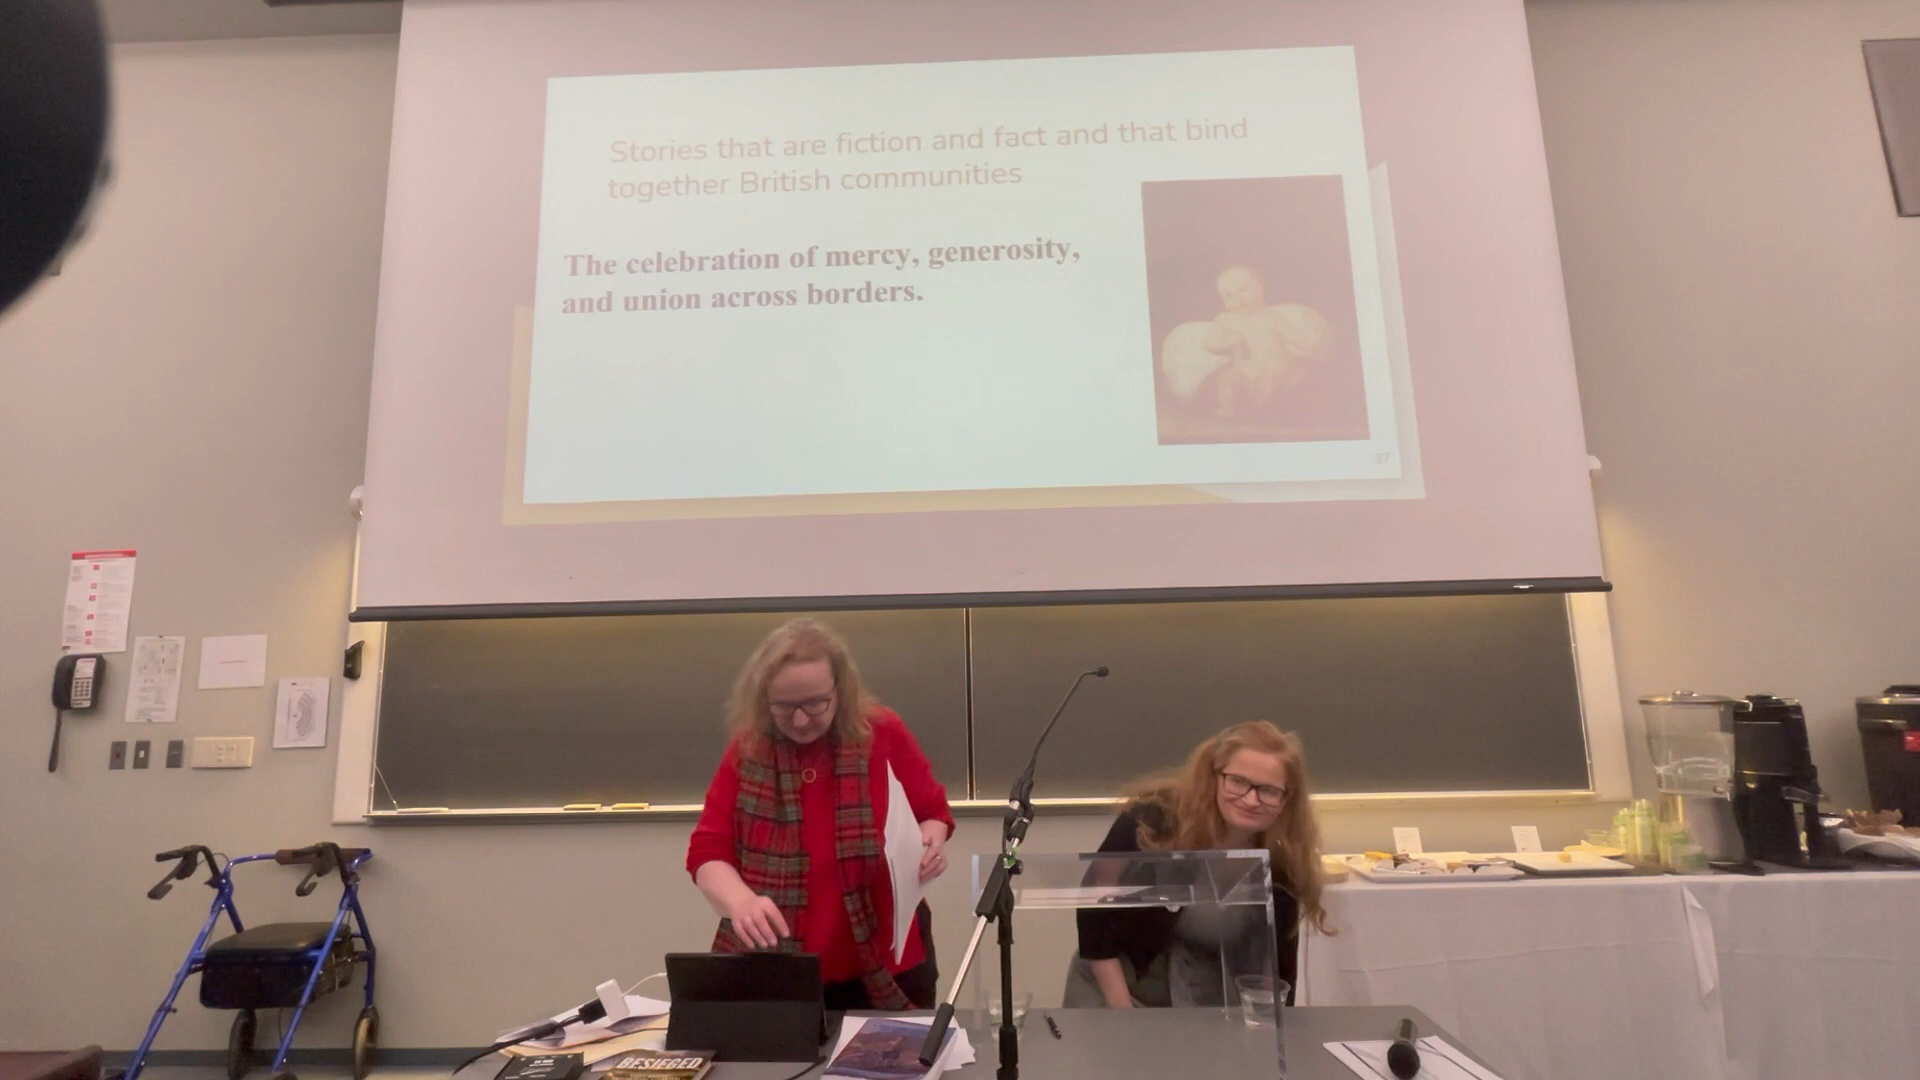 Stories that are fiction and fact and that bind
together British communities
The celebration of mercy, generosity,
and union across borders.
37
BESIEGED